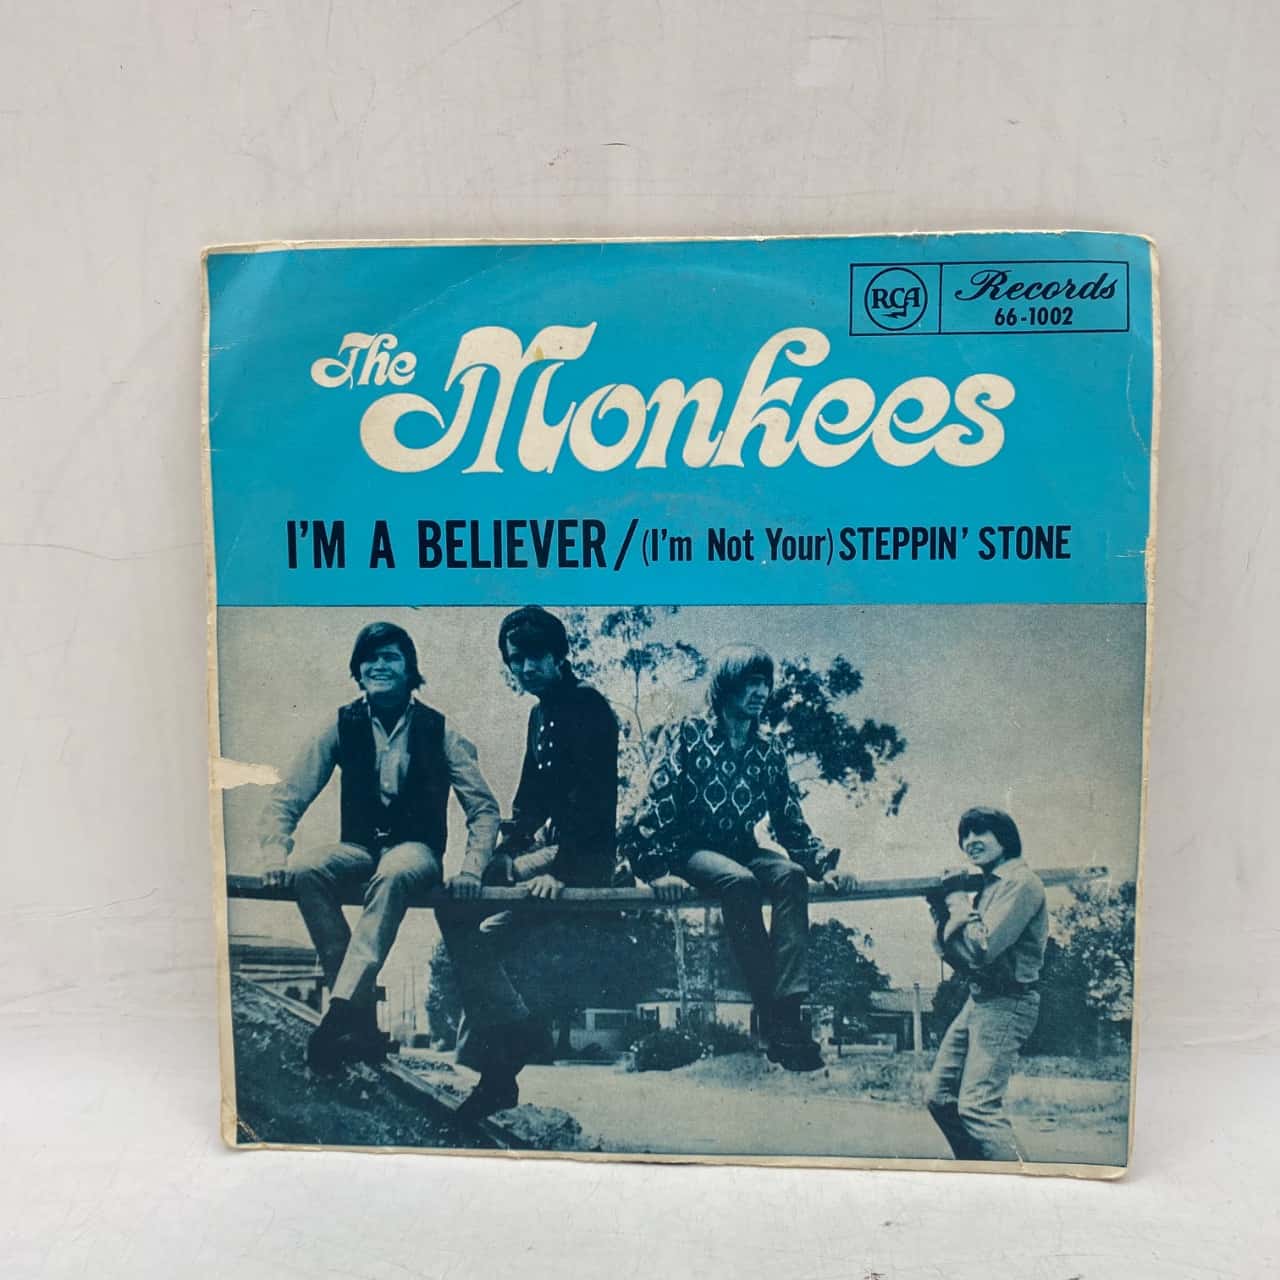 RCA Records
66-1002
The Monkees
I'M A BELIEVER/(I'm Not Your) STEPPIN' STONE